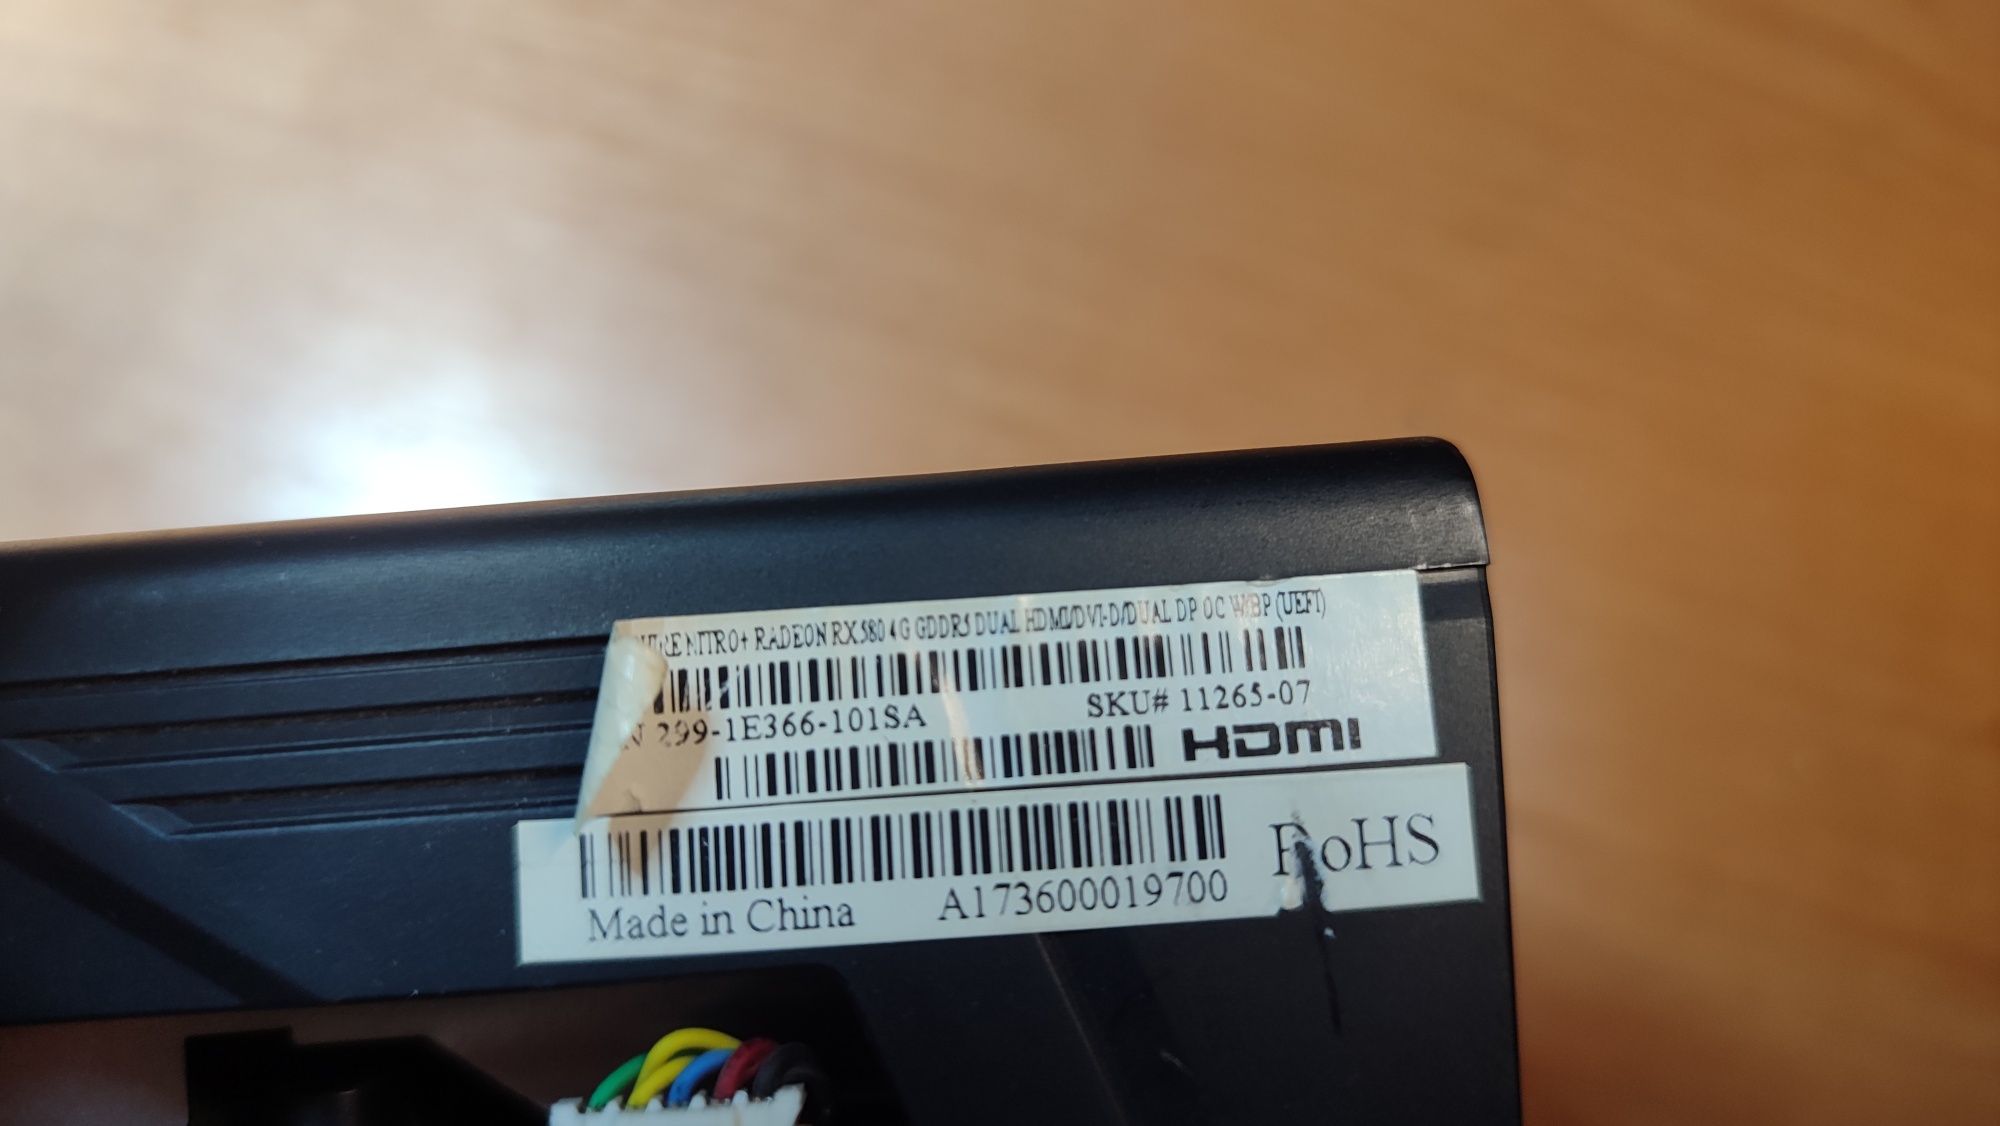 NITRO+ RADEON RX 580 4G GDDR5 DUAL HDMI/DVI-D/DUAL DP OC W/BP (UEFI)
299-1E366-101SA SKU# 11265-07
HDMI
RoHS
Made in China A173600019700